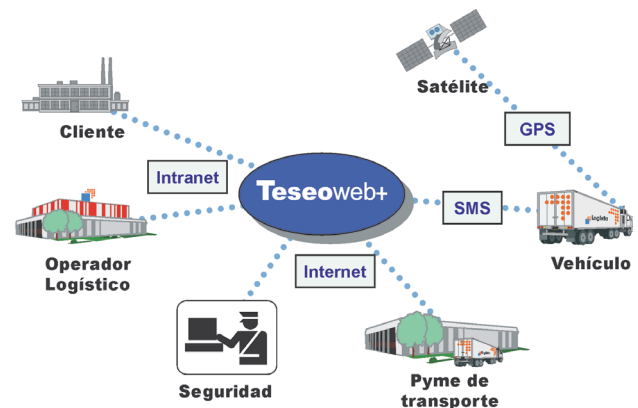 Satélite
GPS
Cliente
Intranet
Teseoweb+
SMS
Vehículo
Operador
Logístico
Internet
Seguridad
Pyme de
transporte